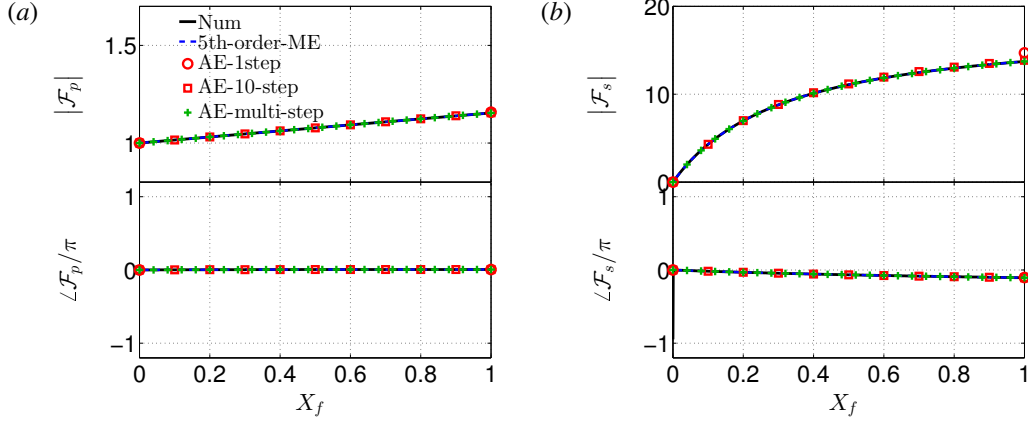 (a)
Num
5th-order-ME
AE-1step
AE-10-step
AE-multi-step
1.5
1
|𝓕p|
1
0
−1
∠𝓕p/π
0 0.2 0.4 0.6 0.8 1
Xf
(b)
20
10
0
|𝓕s|
1
0
−1
∠𝓕s/π
0 0.2 0.4 0.6 0.8 1
Xf